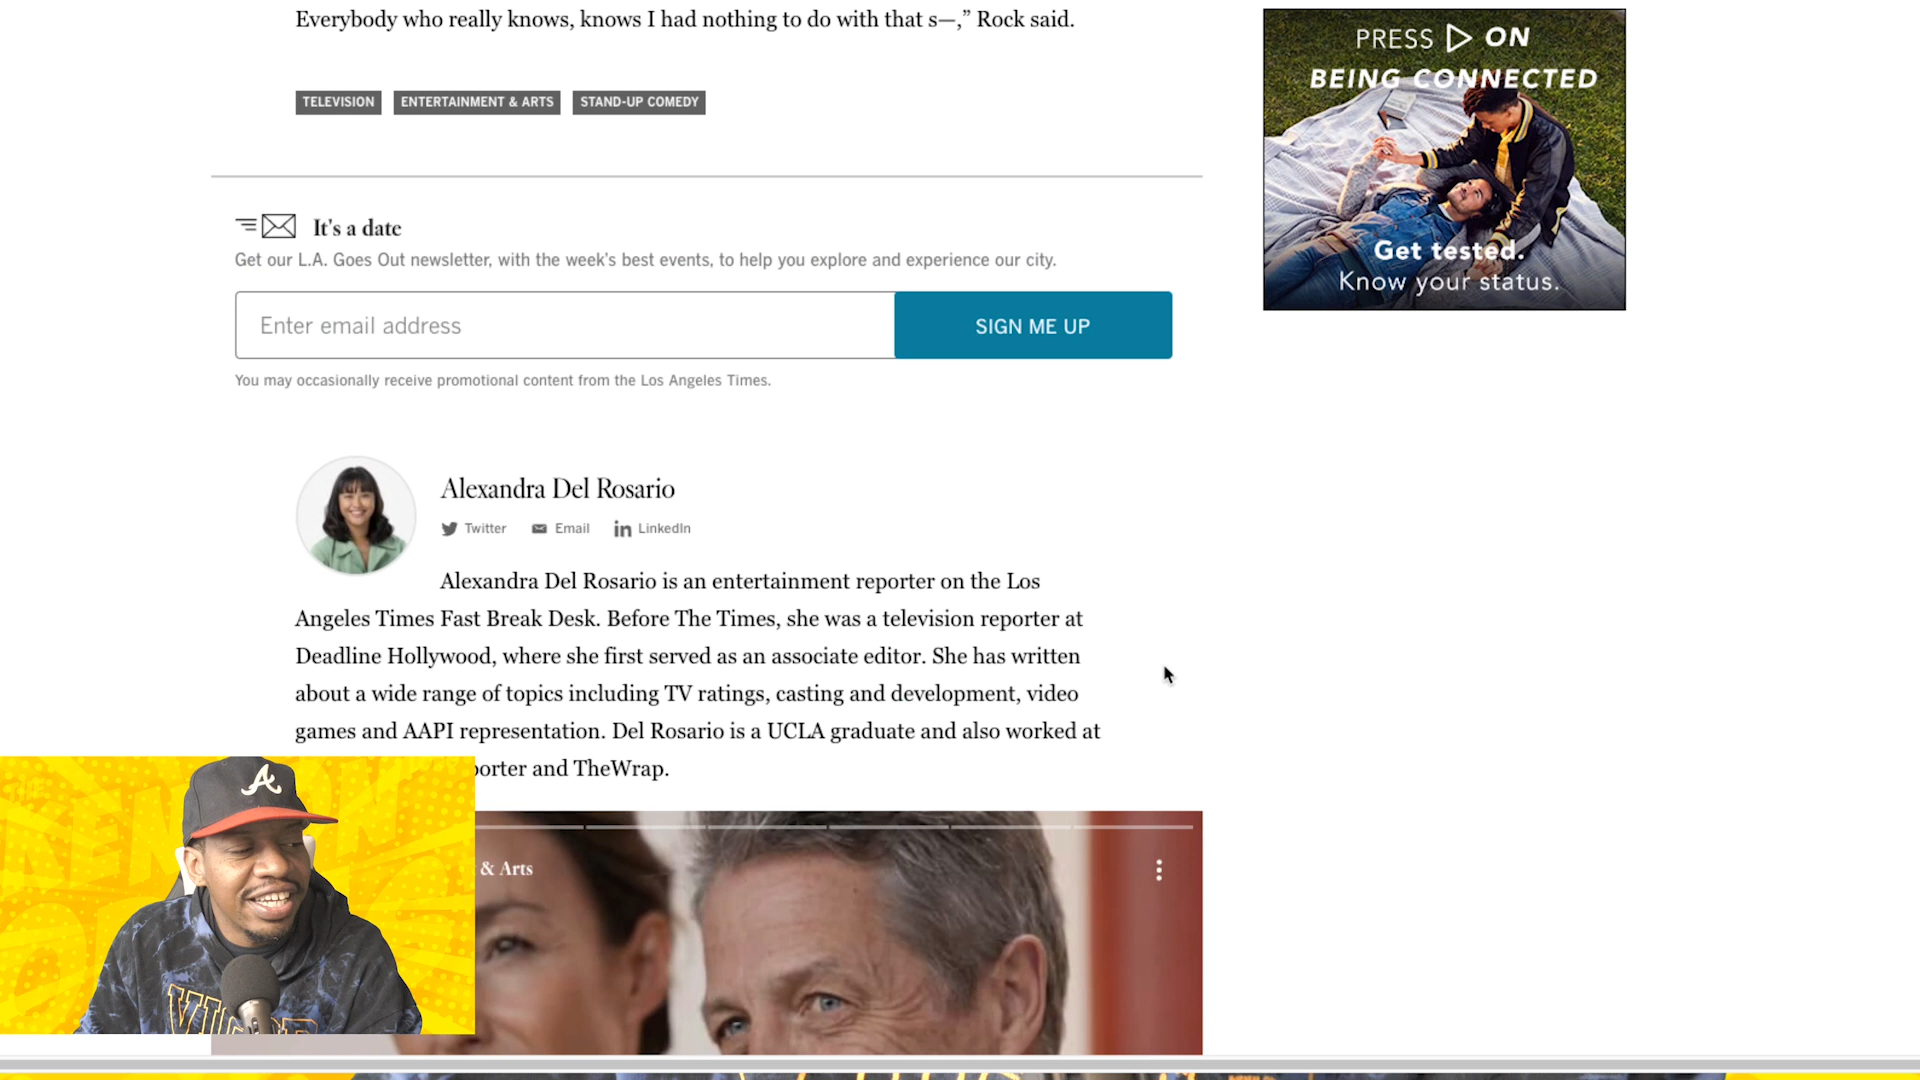 Everybody who really knows, knows I had nothing to do with that s—,” Rock said.
TELEVISION
ENTERTAINMENT & ARTS
STAND-UP COMEDY
PRESS ON
BEING CONNECTED
Get tested.
Know your status.
It's a date
Get our L.A. Goes Out newsletter, with the week's best events, to help you explore and experience our city.
Enter email address
SIGN ME UP
You may occasionally receive promotional content from the Los Angeles Times.
Alexandra Del Rosario
Twitter
Email
LinkedIn
Alexandra Del Rosario is an entertainment reporter on the Los
Angeles Times Fast Break Desk. Before The Times, she was a television reporter at
Deadline Hollywood, where she first served as an associate editor. She has written
about a wide range of topics including TV ratings, casting and development, video
games and AAPI representation. Del Rosario is a UCLA graduate and also worked at
porter and TheWrap.
& Arts
A